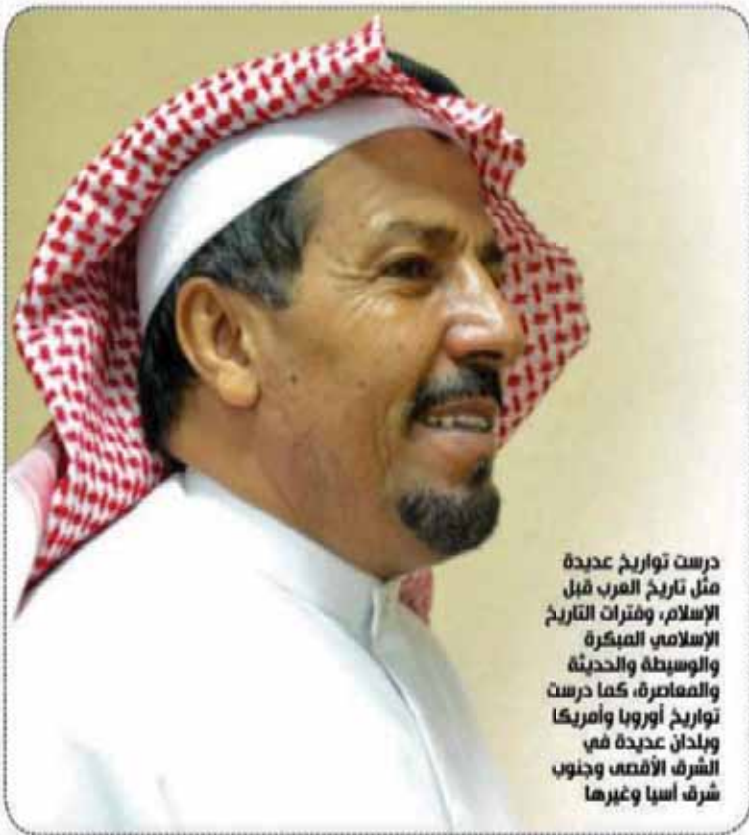 درست تواريخ عديدة
مثل تاريخ العرب قبل
الإسلام، وفترات التاريخ
الإسلامي المبكرة
والوسيطة والحديثة
والمعاصرة، كما درست
تواريخ أوروبا وأمريكا
وبلدان عديدة في
الشرق الأقصى وجنوب
شرق آسيا وغيرها